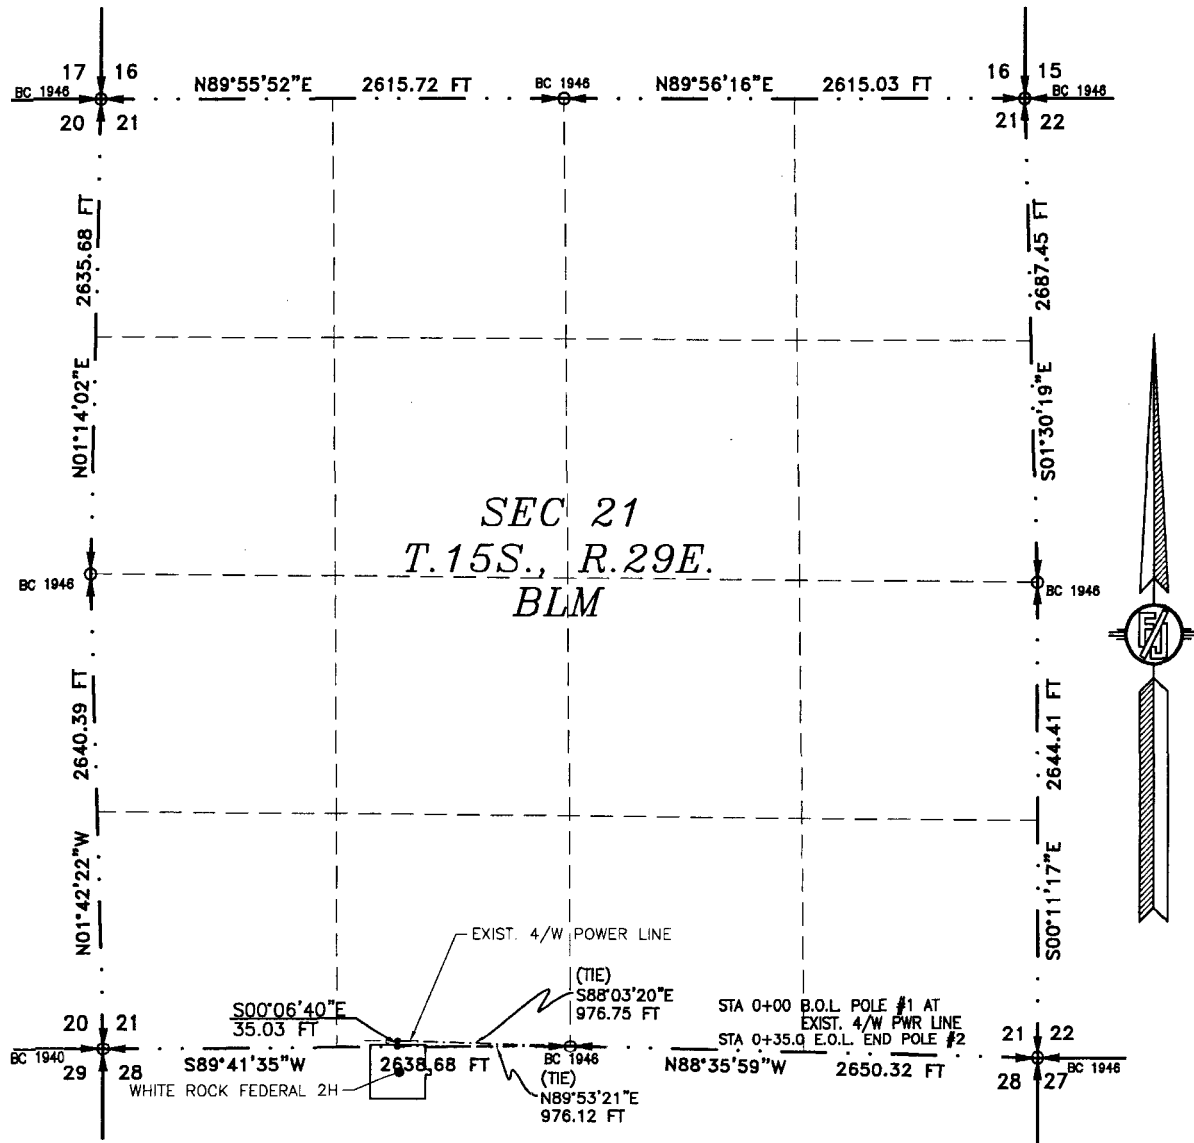 17 16
16 15
N89°55'52"E 2615.72 FT
BC 1946
N89°56'16"E 2615.03 FT
BC 1946
BC 1946
20 21
21 22
2635.68 FT
N01°14'02"E
2687.45 FT
S01°30'19"E
SEC 21
T.15S., R.29E.
BLM
BC 1946
BC 1946
2640.39 FT
N01°42'22"W
2644.41 FT
S00°11'17"E
EXIST. 4/W POWER LINE
(TIE)
S88°03'20"E
976.75 FT
S00°06'40"E
35.03 FT
STA 0+00 B.O.L. POLE #1 AT
EXIST. 4/W PWR LINE
STA 0+35.0 E.O.L. END POLE #2
20 21
21 22
BC 1940
BC 1946
BC 1946
29 28
28 27
S89°41'35"W 2638.68 FT
N88°35'59"W 2650.32 FT
WHITE ROCK FEDERAL 2H
(TIE)
N89°53'21"E
976.12 FT